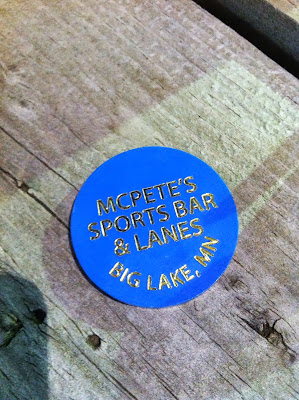 MCPETE'S
SPORTS BAR
& LANES
BIG LAKE, MN